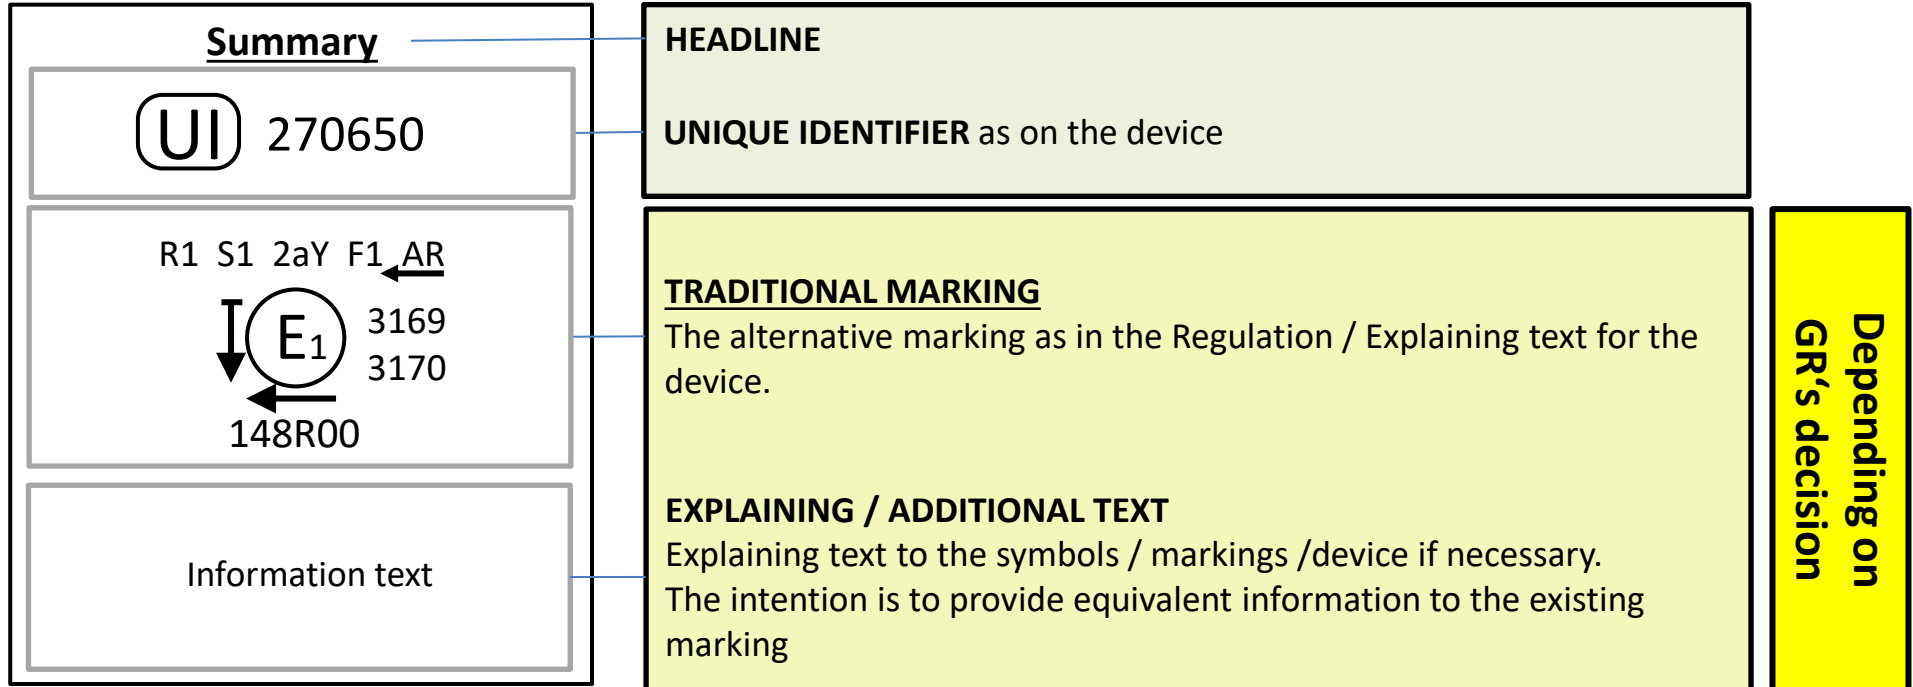 Summary
UI 270650
R1 S1 2aY F1 AR
E1
3169
3170
148R00
Information text
HEADLINE
UNIQUE IDENTIFIER as on the device
TRADITIONAL MARKING
The alternative marking as in the Regulation / Explaining text for the
device.
EXPLAINING / ADDITIONAL TEXT
Explaining text to the symbols / markings /device if necessary.
The intention is to provide equivalent information to the existing
marking
Depending on
GR‘s decision